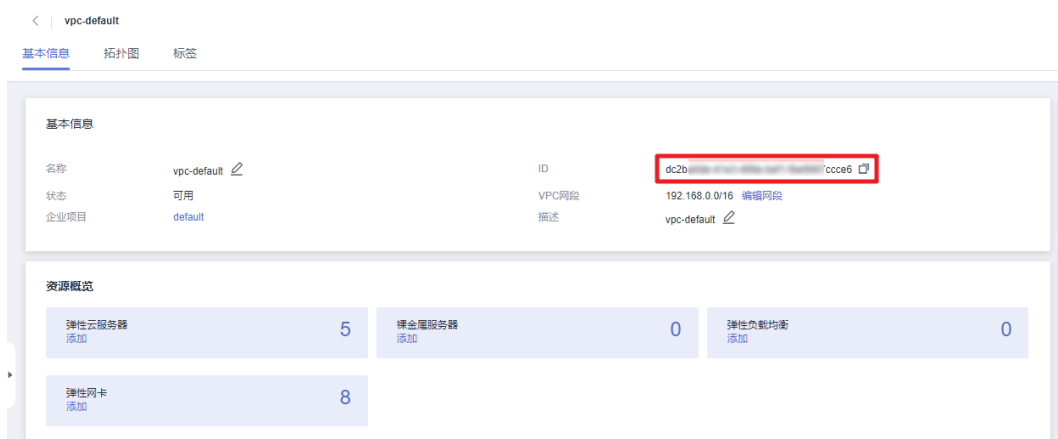 vpc-default
基本信息 拓扑图 标签
基本信息
名称 vpc-default ID dc2b ccce6
状态 可用 VPC网段 192.168.0.0/16 编辑网段
企业项目 default 描述 vpc-default
资源概览
弹性云服务器 5 裸金属服务器 0 弹性负载均衡 0
添加 添加 添加
弹性网卡 8
添加